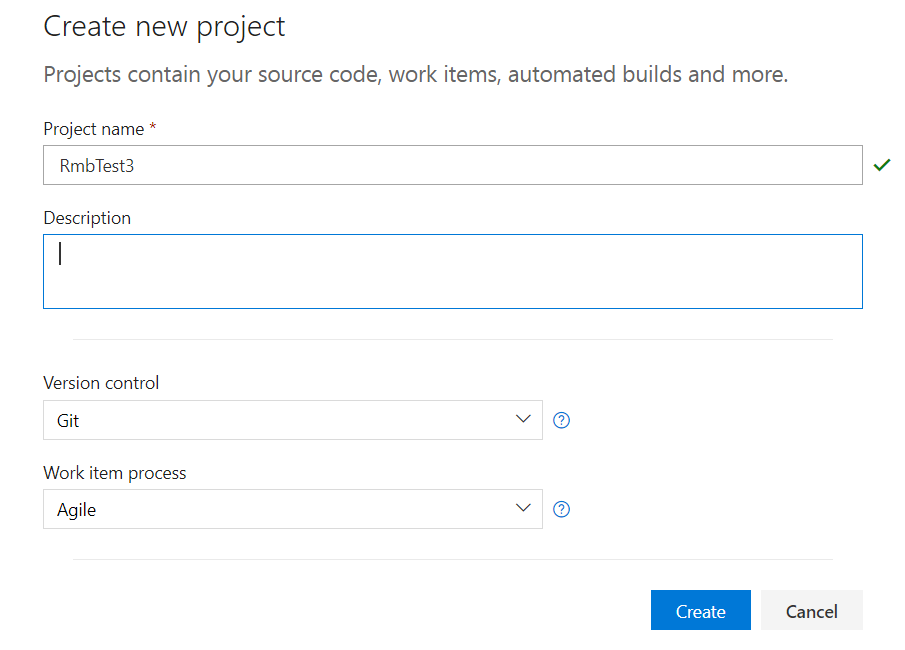 Create new project
Projects contain your source code, work items, automated builds and more.
Project name *
RmbTest3
Description
Version control
Git
Work item process
Agile
Create Cancel